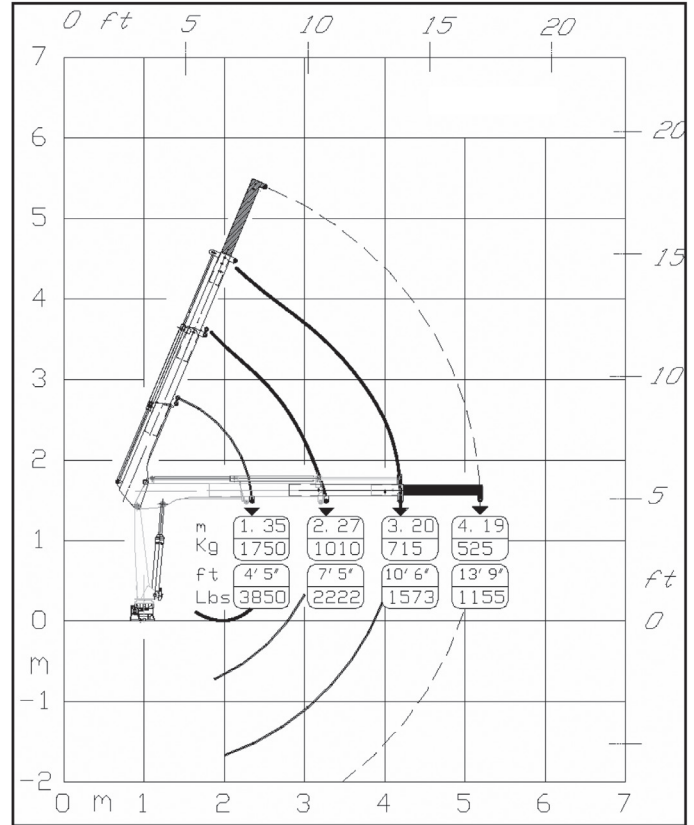 0 ft 5 10 15 20
7
6
20
5
15
4
3
10
2
5
m 1. 35 2. 27 3. 20 4. 19
1
Kg 1750 1010 715 525
ft 4' 5" 7' 5" 10' 6" 13' 9"
ft
Lbs 3850 2222 1573 1155
0
0
m
-1
-2
0 m 1 2 3 4 5 6 7